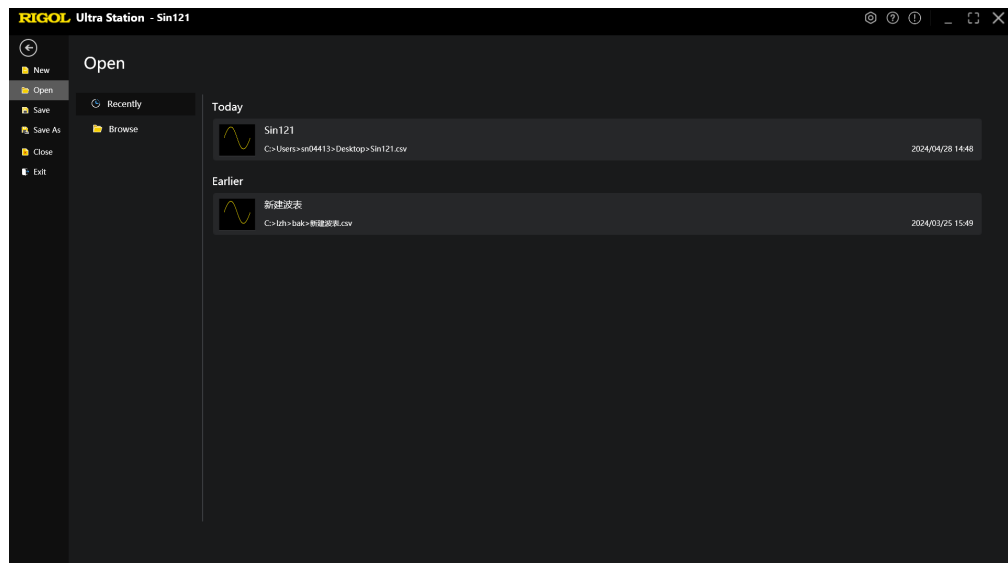 RIGOL Ultra Station - Sin121
New
Open
Save
Save As
Close
Exit
Open
Recently
Browse
Today
Sin121
C:>Users>sn04413>Desktop>Sin121.csv 2024/04/28 14:48
Earlier
新建波表
C:>lzh>bak>新建波表.csv 2024/03/25 15:49